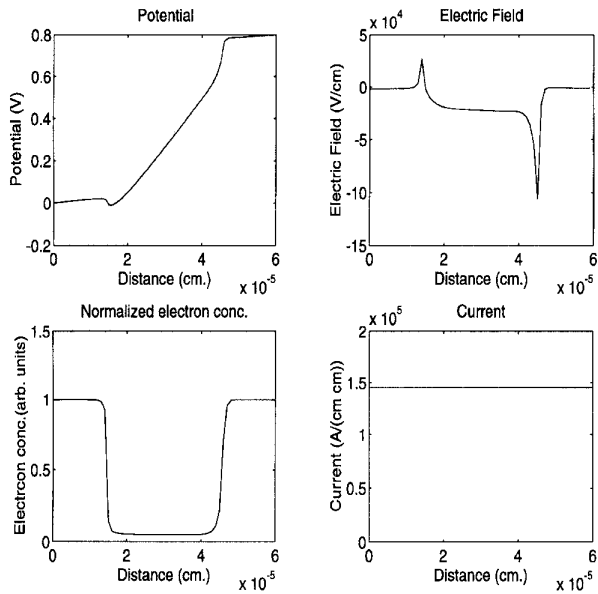 Potential
Potential (V)
0.8
0.6
0.4
0.2
0
-0.2
0
2
4
6
Distance (cm.)
x 10^-5
x 10^4
Electric Field
Electric Field (V/cm)
5
0
-5
-10
-15
0
2
4
6
Distance (cm.)
x 10^-5
Normalized electron conc.
Electrcon conc.(arb. units)
1.5
1
0.5
0
0
2
4
6
Distance (cm.)
x 10^-5
x 10^5
Current
Current (A/(cm cm))
2
1.5
1
0.5
0
0
2
4
6
Distance (cm.)
x 10^-5